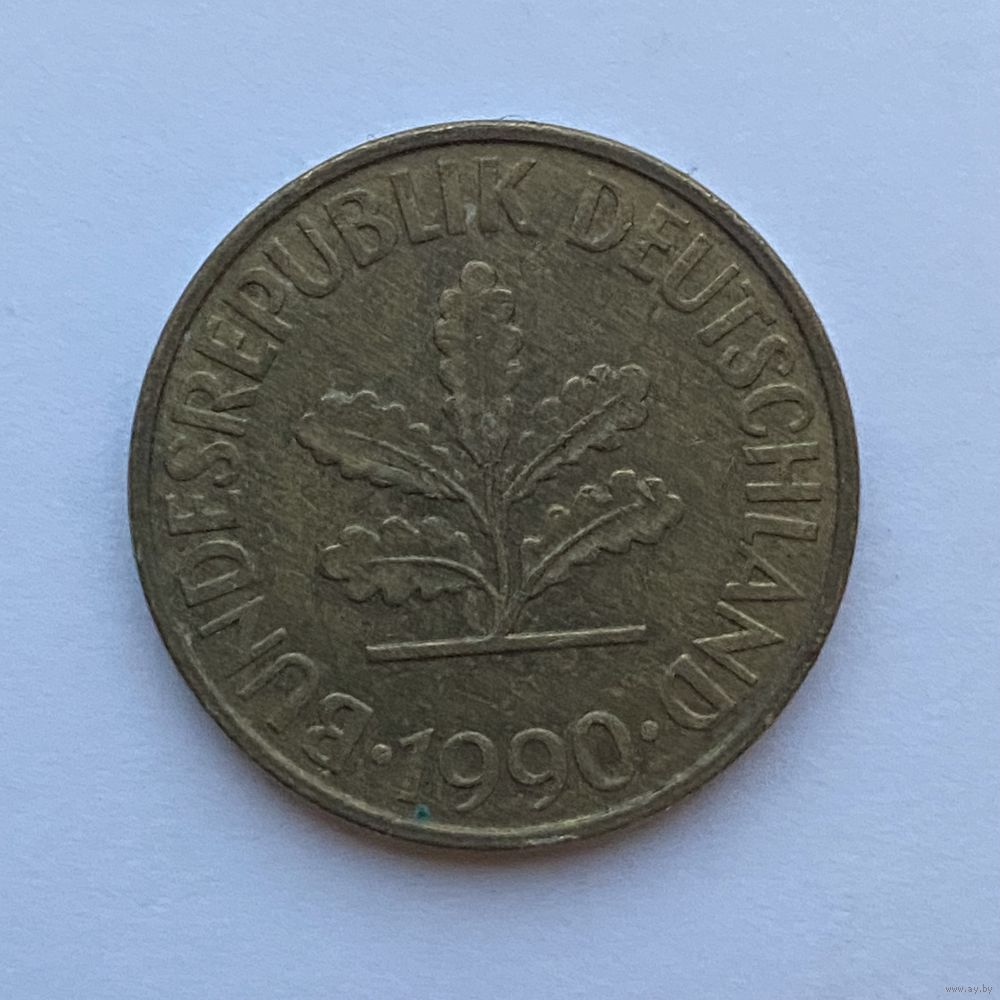 BUNDESREPUBLIK DEUTSCHLAND
· 1990 ·
www.ay.by